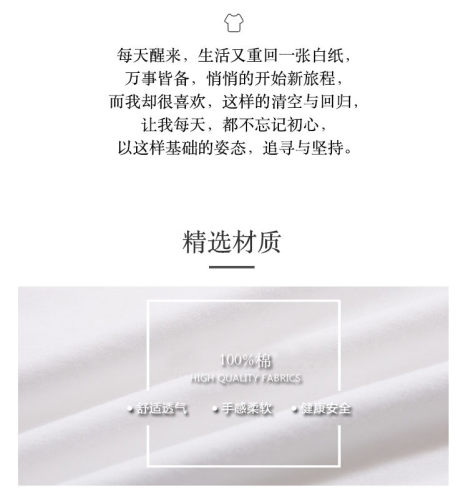 每天醒来，生活又重回一张白纸，
万事皆备，悄悄的开始新旅程，
而我却很喜欢，这样的清空与回归，
让我每天，都不忘记初心，
以这样基础的姿态，追寻与坚持。
精选材质
100%棉
HIGH QUALITY FABRICS
• 舒适透气 • 手感柔软 • 健康安全